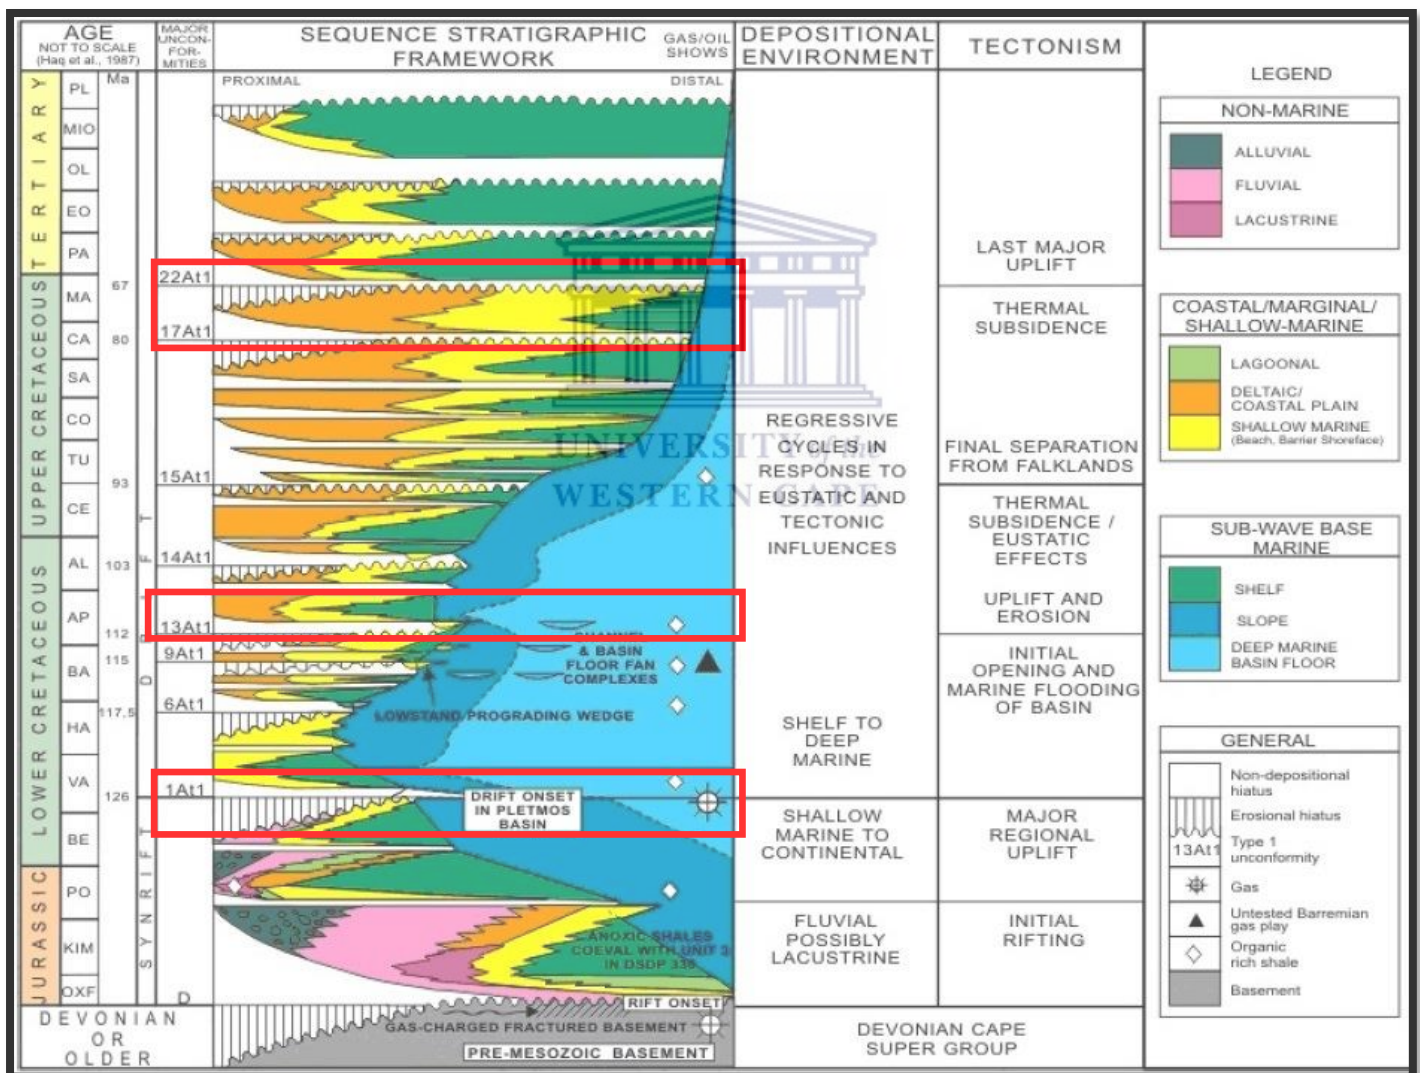 AGE
NOT TO SCALE
(Haq et al., 1987)
MAJOR
UNCON-
FOR-
MITIES
SEQUENCE STRATIGRAPHIC
FRAMEWORK
GAS/OIL
SHOWS
DEPOSITIONAL
ENVIRONMENT
TECTONISM
Ma
PROXIMAL
DISTAL
TERTIARY
PL
MIO
OL
EO
PA
UPPER CRETACEOUS
MA
CA
SA
CO
TU
CE
LOWER CRETACEOUS
AL
AP
BA
HA
VA
BE
JURASSIC
PO
KIM
OXF
67
80
93
103
112
115
117.5
126
DRIFT
SYNRIFT
22At1
17At1
15At1
14At1
13At1
9At1
6At1
1At1
D
CHANNEL
& BASIN
FLOOR FAN
COMPLEXES
LOWSTAND PROGRADING WEDGE
DRIFT ONSET
IN PLETMOS
BASIN
ANOXIC SHALES
COEVAL WITH UNIT 3
IN DSDP 330
RIFT ONSET
GAS-CHARGED FRACTURED BASEMENT
PRE-MESOZOIC BASEMENT
DEVONIAN
OR
OLDER
UNIVERSITY of the
WESTERN CAPE
REGRESSIVE
CYCLES IN
RESPONSE TO
EUSTATIC AND
TECTONIC
INFLUENCES
SHELF TO
DEEP
MARINE
SHALLOW
MARINE TO
CONTINENTAL
FLUVIAL
POSSIBLY
LACUSTRINE
LAST MAJOR
UPLIFT
THERMAL
SUBSIDENCE
FINAL SEPARATION
FROM FALKLANDS
THERMAL
SUBSIDENCE /
EUSTATIC
EFFECTS
UPLIFT AND
EROSION
INITIAL
OPENING AND
MARINE FLOODING
OF BASIN
MAJOR
REGIONAL
UPLIFT
INITIAL
RIFTING
DEVONIAN CAPE
SUPER GROUP
LEGEND
NON-MARINE
ALLUVIAL
FLUVIAL
LACUSTRINE
COASTAL/MARGINAL/
SHALLOW-MARINE
LAGOONAL
DELTAIC/
COASTAL PLAIN
SHALLOW MARINE
(Beach, Barrier Shoreface)
SUB-WAVE BASE
MARINE
SHELF
SLOPE
DEEP MARINE
BASIN FLOOR
GENERAL
Non-depositional
hiatus
Erosional hiatus
13At1
Type 1
unconformity
Gas
Untested Barremian
gas play
Organic
rich shale
Basement